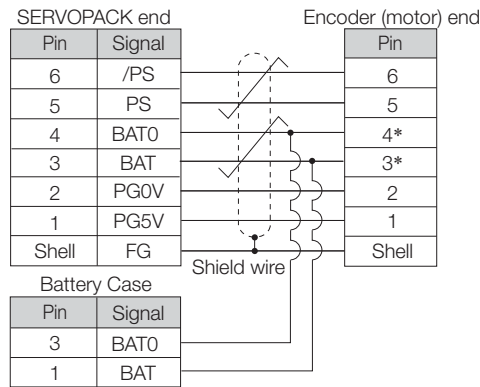 SERVOPACK end
Encoder (motor) end
Pin Signal Pin
6 /PS 6
5 PS 5
4 BAT0 4*
3 BAT 3*
2 PG0V 2
1 PG5V 1
Shell FG Shell
Shield wire
Battery Case
Pin Signal
3 BAT0
1 BAT